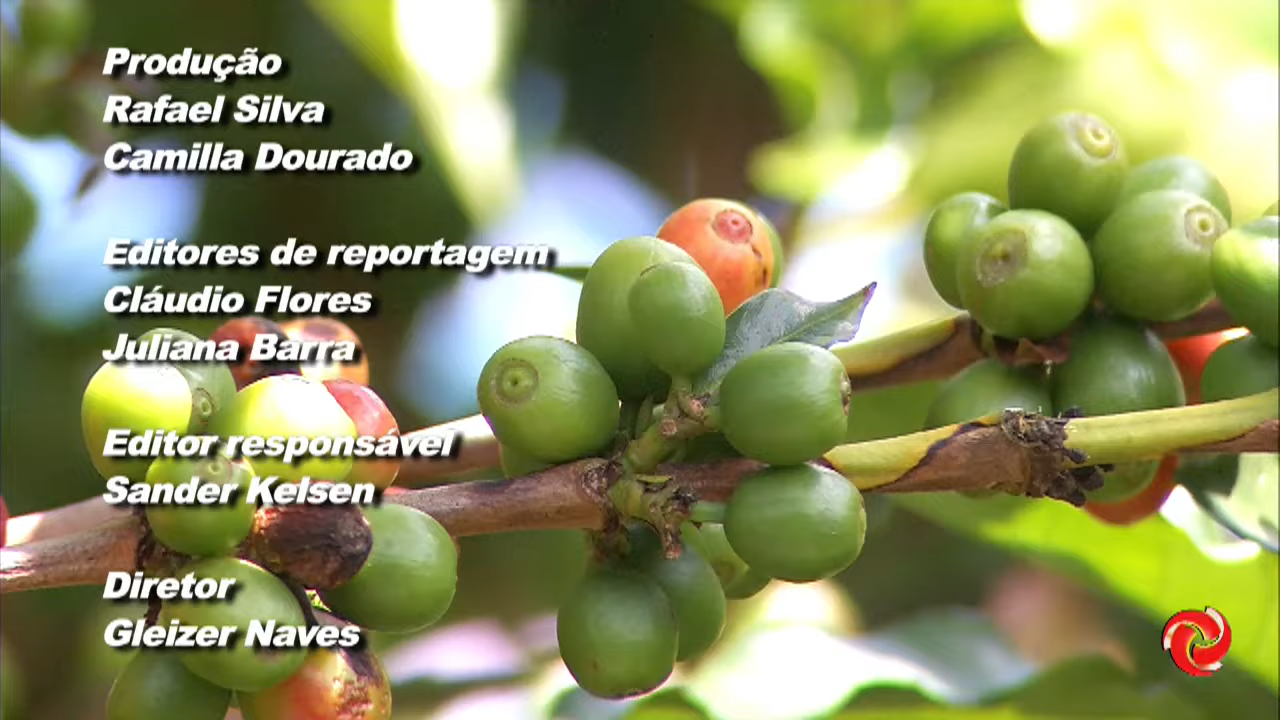 Produção
Rafael Silva
Camilla Dourado
Editores de reportagem
Cláudio Flores
Juliana Barra
Editor responsável
Sander Kelsen
Diretor
Gleizer Naves